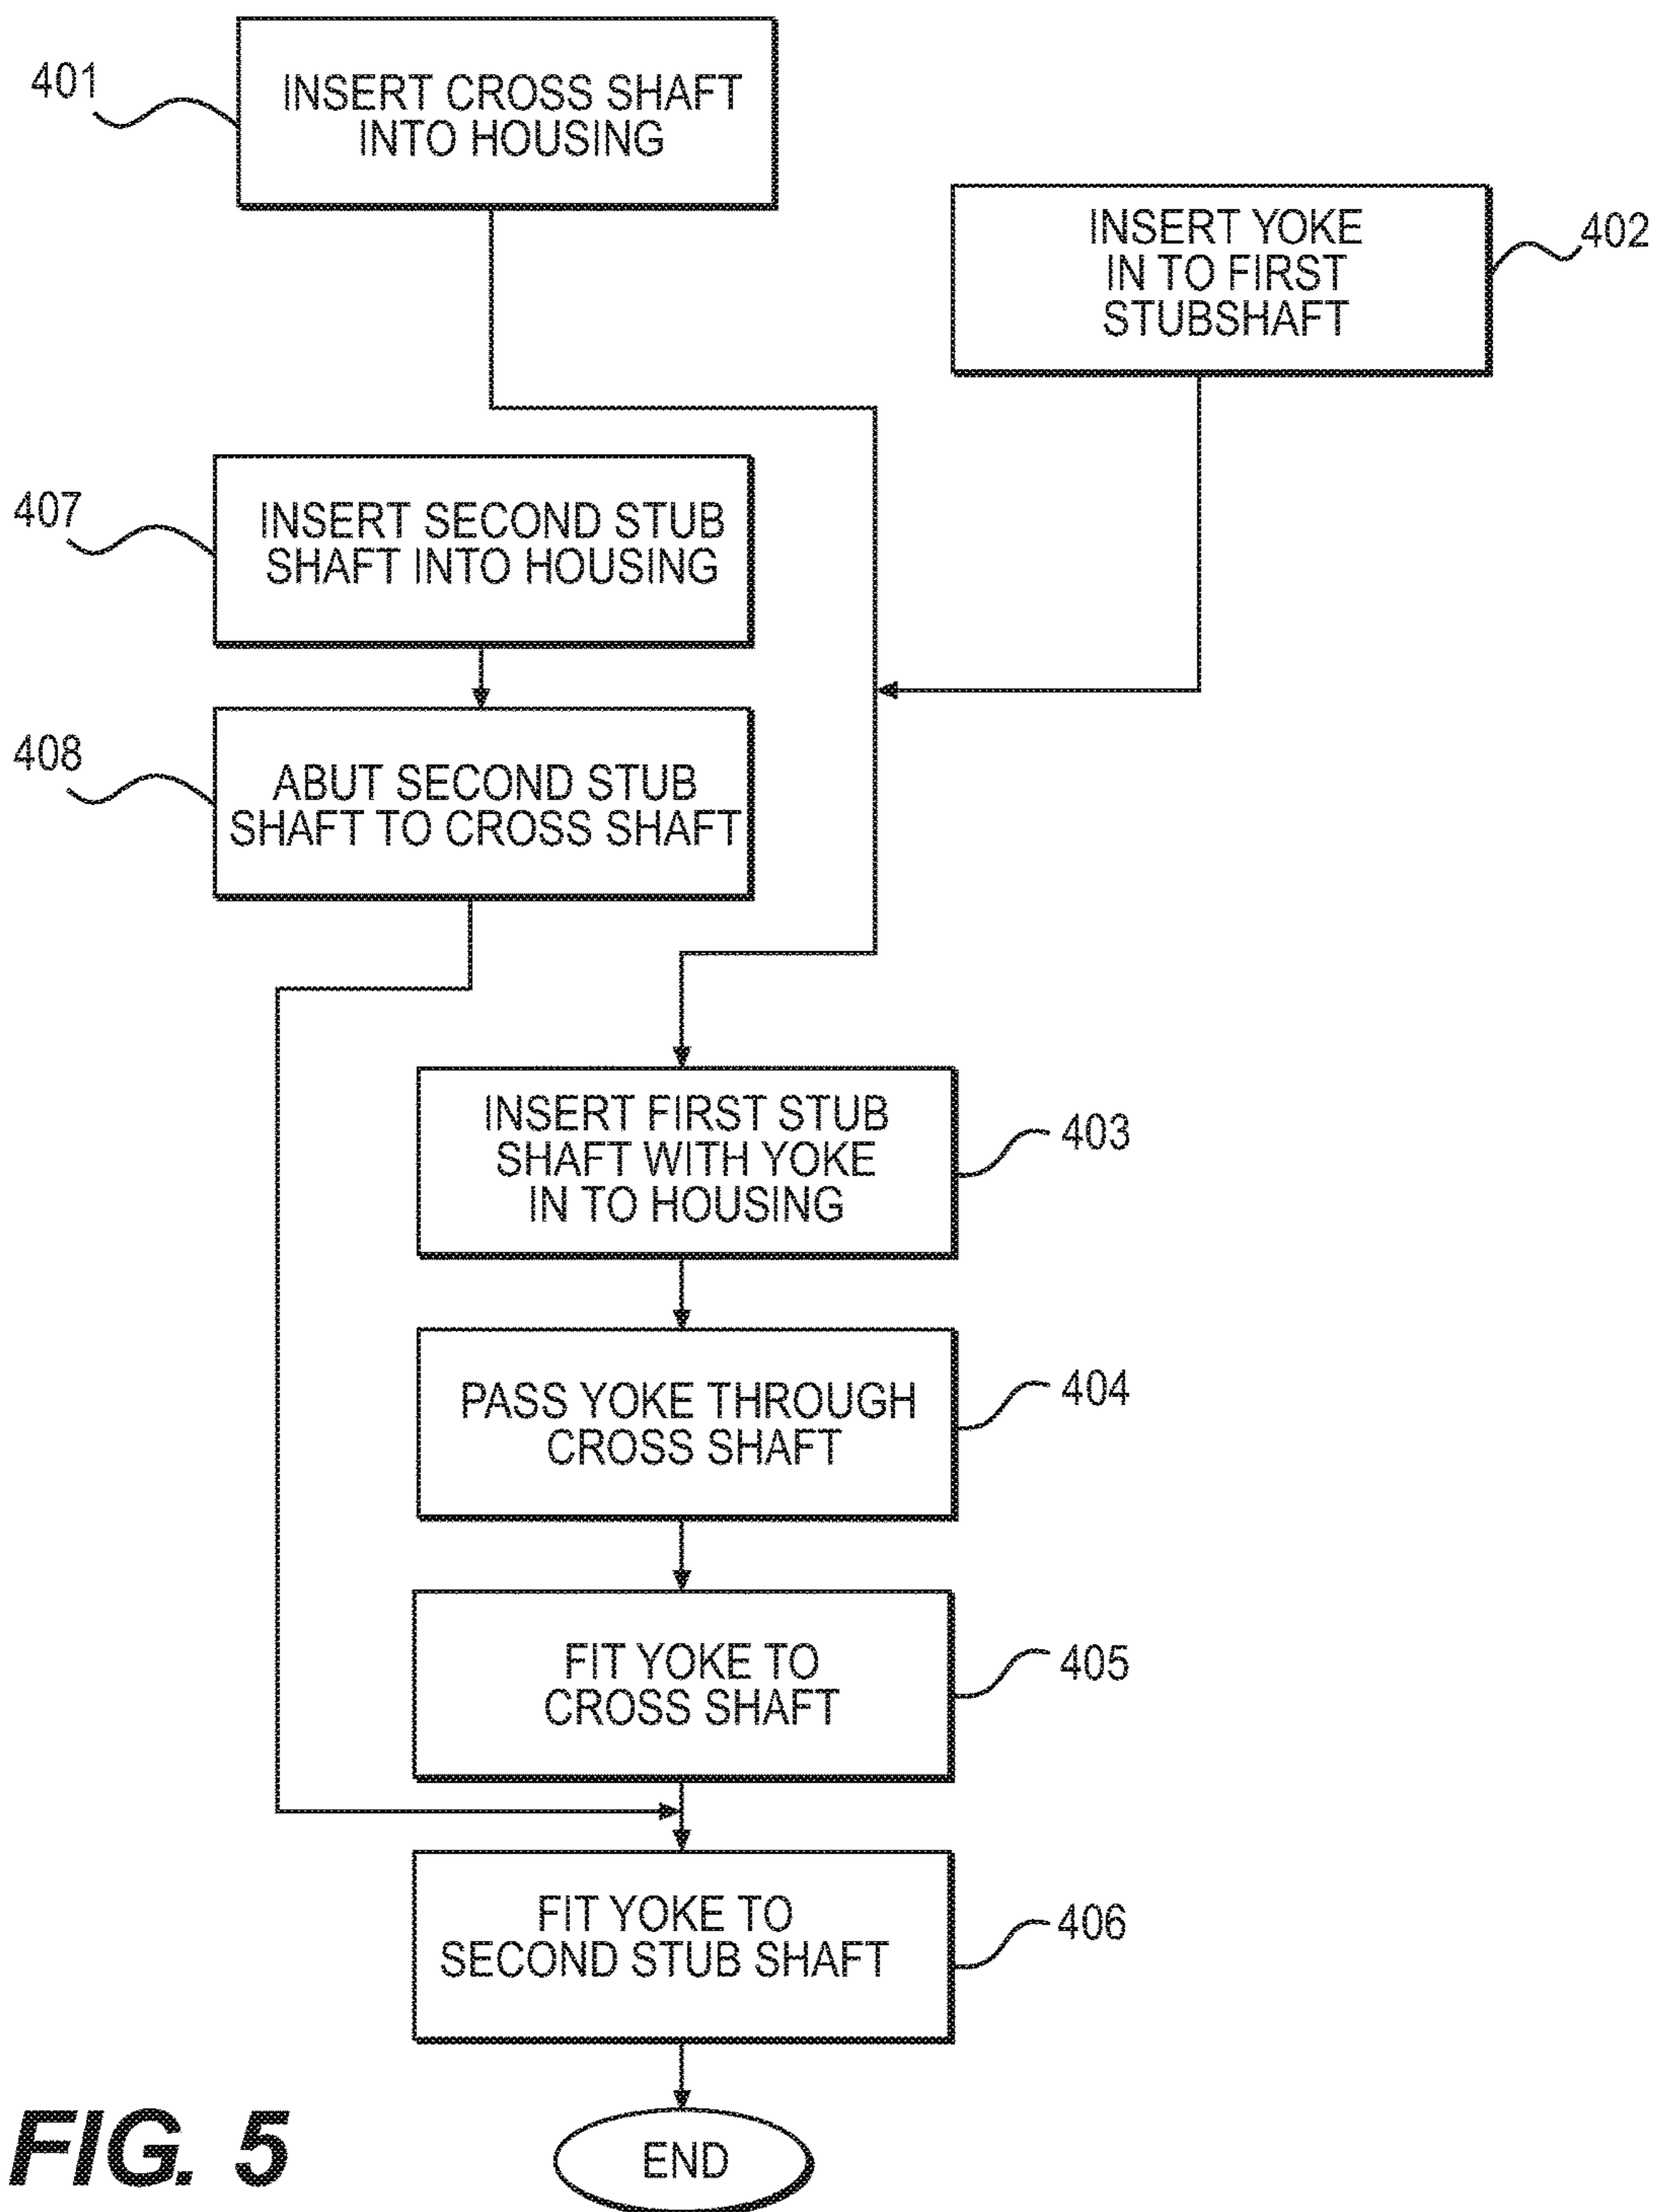 401
INSERT CROSS SHAFT
INTO HOUSING
INSERT YOKE
IN TO FIRST
STUBSHAFT
402
407
INSERT SECOND STUB
SHAFT INTO HOUSING
408
ABUT SECOND STUB
SHAFT TO CROSS SHAFT
INSERT FIRST STUB
SHAFT WITH YOKE
IN TO HOUSING
403
PASS YOKE THROUGH
CROSS SHAFT
404
FIT YOKE TO
CROSS SHAFT
405
FIT YOKE TO
SECOND STUB SHAFT
406
END
FIG. 5